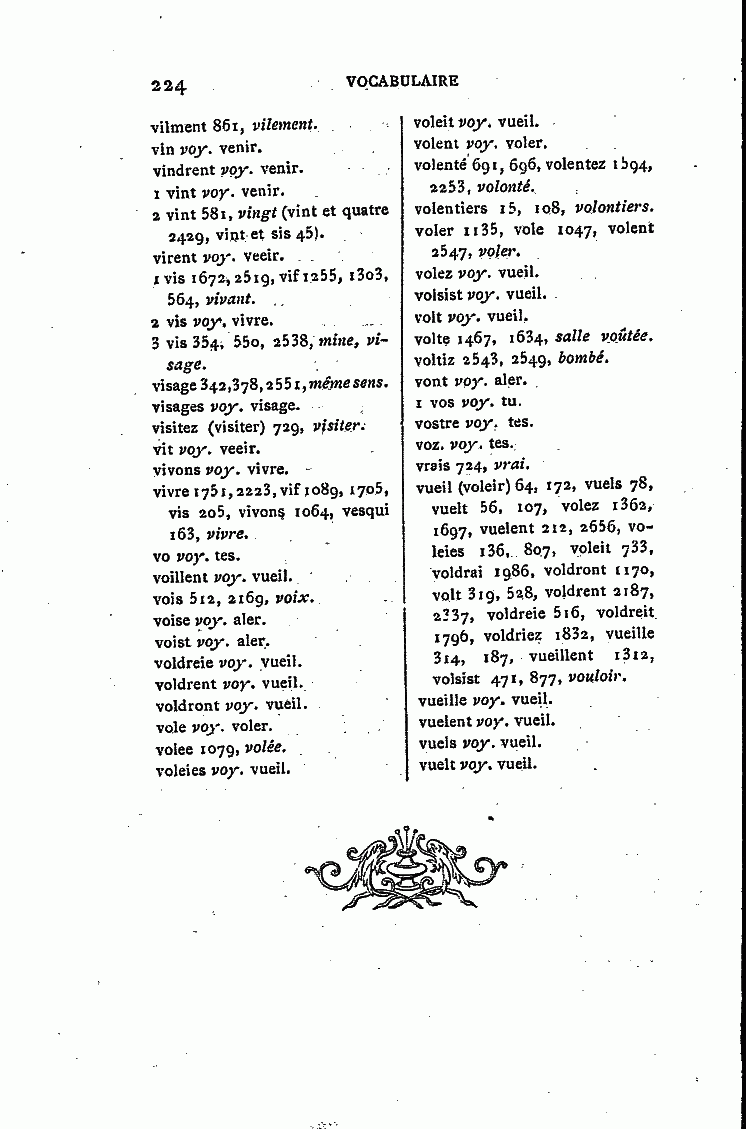 224 VOCABULAIRE
vilment 861, vilement.
vin voy. venir.
vindrent voy. venir.
1 vint voy. venir.
2 vint 581, vingt (vint et quatre
2429, vint et sis 45).
virent voy. veeir.
1 vis 1672, 2519, vif 1255, 1303,
564, vivant.
2 vis voy. vivre.
3 vis 354, 550, 2538, mine, vi-
sage.
visage 342, 378, 2551, même sens.
visages voy. visage.
visitez (visiter) 729, visiter.
vit voy. veeir.
vivons voy. vivre.
vivre 1751, 2223, vif 1089, 1705,
vis 205, vivons 1064, vesqui
163, vivre.
vo voy. tes.
voillent voy. vueil.
vois 512, 2169, voix.
voise voy. aler.
voist voy. aler.
voldreie voy. vueil.
voldrent voy. vueil.
voldront voy. vueil.
vole voy. voler.
volee 1079, volée.
voleies voy. vueil.
voleit voy. vueil.
volent voy. voler.
volenté 691, 696, volentez 1594,
2253, volonté.
volentiers 15, 108, volontiers.
voler 1135, vole 1047, volent
2547, voler.
volez voy. vueil.
volsist voy. vueil.
volt voy. vueil.
volte 1467, 1634, salle voûtée.
voltiz 2543, 2549, bombé.
vont voy. aler.
1 vos voy. tu.
vostre voy. tes.
voz. voy. tes.
vrais 724, vrai.
vueil (voleir) 64, 172, vuels 78,
vuelt 56, 107, volez 1362,
1697, vuelent 212, 2656, vo-
leies 136, 807, voleit 733,
voldrai 1986, voldront 1170,
volt 319, 528, voldrent 2187,
2337, voldreie 516, voldreit
1796, voldriez 1832, vueille
314, 187, vueillent 1312,
volsist 471, 877, vouloir.
vueille voy. vueil.
vuelent voy. vueil.
vuels voy. vueil.
vuelt voy. vueil.